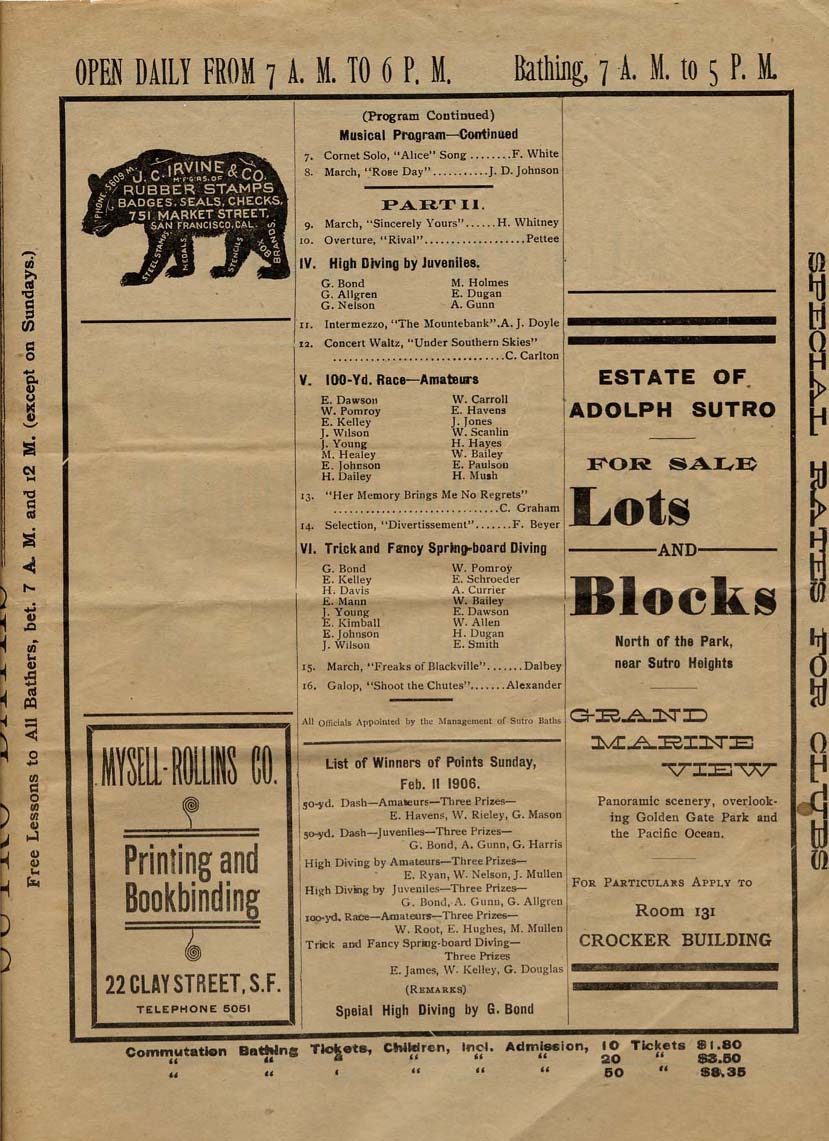 OPEN DAILY FROM 7 A. M. TO 6 P. M. Bathing, 7 A. M. to 5 P. M.
Free Lessons to All Bathers, bet. 7 A. M. and 12 M. (except on Sundays.)
PHONE 5609 M.
J. C. IRVINE & CO.
M'F'G'RS. OF
RUBBER STAMPS
BADGES, SEALS, CHECKS,
751 MARKET STREET,
SAN FRANCISCO, CAL.
STEEL STAMPS
MEDALS
STENCILS
BOX BRANDS.
MYSELL-ROLLINS CO.
Printing and
Bookbinding
22 CLAY STREET, S.F.
TELEPHONE 5051
(Program Continued)
Musical Program—Continued
7. Cornet Solo, "Alice" Song ........F. White
8. March, "Rose Day"...........J. D. Johnson
PART II.
9. March, "Sincerely Yours"......H. Whitney
10. Overture, "Rival"..................Pettee
IV. High Diving by Juveniles.
G. Bond M. Holmes
G. Allgren E. Dugan
G. Nelson A. Gunn
11. Intermezzo, "The Mountebank".A. J. Doyle
12. Concert Waltz, "Under Southern Skies"
...............................C. Carlton
V. 100-Yd. Race—Amateurs
E. Dawson W. Carroll
W. Pomroy E. Havens
E. Kelley J. Jones
J. Wilson W. Scanlin
J. Young H. Hayes
M. Healey W. Bailey
E. Johnson E. Paulson
H. Dailey H. Mush
13. "Her Memory Brings Me No Regrets"
..............................C. Graham
14. Selection, "Divertissement".......F. Beyer
VI. Trick and Fancy Spring-board Diving
G. Bond W. Pomroy
E. Kelley E. Schroeder
H. Davis A. Currier
E. Mann W. Bailey
J. Young E. Dawson
E. Kimball W. Allen
E. Johnson H. Dugan
J. Wilson E. Smith
15. March, "Freaks of Blackville".......Dalbey
16. Galop, "Shoot the Chutes".......Alexander
All Officials Appointed by the Management of Sutro Baths
List of Winners of Points Sunday,
Feb. 11 1906.
50-yd. Dash—Amateurs—Three Prizes—
E. Havens, W. Rieley, G. Mason
50-yd. Dash—Juvenlies—Three Prizes—
G. Bond, A. Gunn, G. Harris
High Diving by Amateurs—Three Prizes—
E. Ryan, W. Nelson, J. Mullen
High Diving by Juveniles—Three Prizes—
G. Bond, A. Gunn, G. Allgren
100-yd. Race—Amateurs—Three Prizes—
W. Root, E. Hughes, M. Mullen
Trick and Fancy Spring-board Diving—
Three Prizes
E. James, W. Kelley, G. Douglas
(REMARKS)
Speial High Diving by G. Bond
ESTATE OF
ADOLPH SUTRO
FOR SALE
Lots
AND
Blocks
North of the Park,
near Sutro Heights
GRAND
MARINE
VIEW
Panoramic scenery, overlook-
ing Golden Gate Park and
the Pacific Ocean.
FOR PARTICULARS APPLY TO
Room 131
CROCKER BUILDING
SPECIAL RATES FOR CLUBS
Commutation Bathing Tickets, Children, Incl. Admission, 10 Tickets $1.80
" " " " " " 20 " $3.50
" " " " " " 50 " $8.35